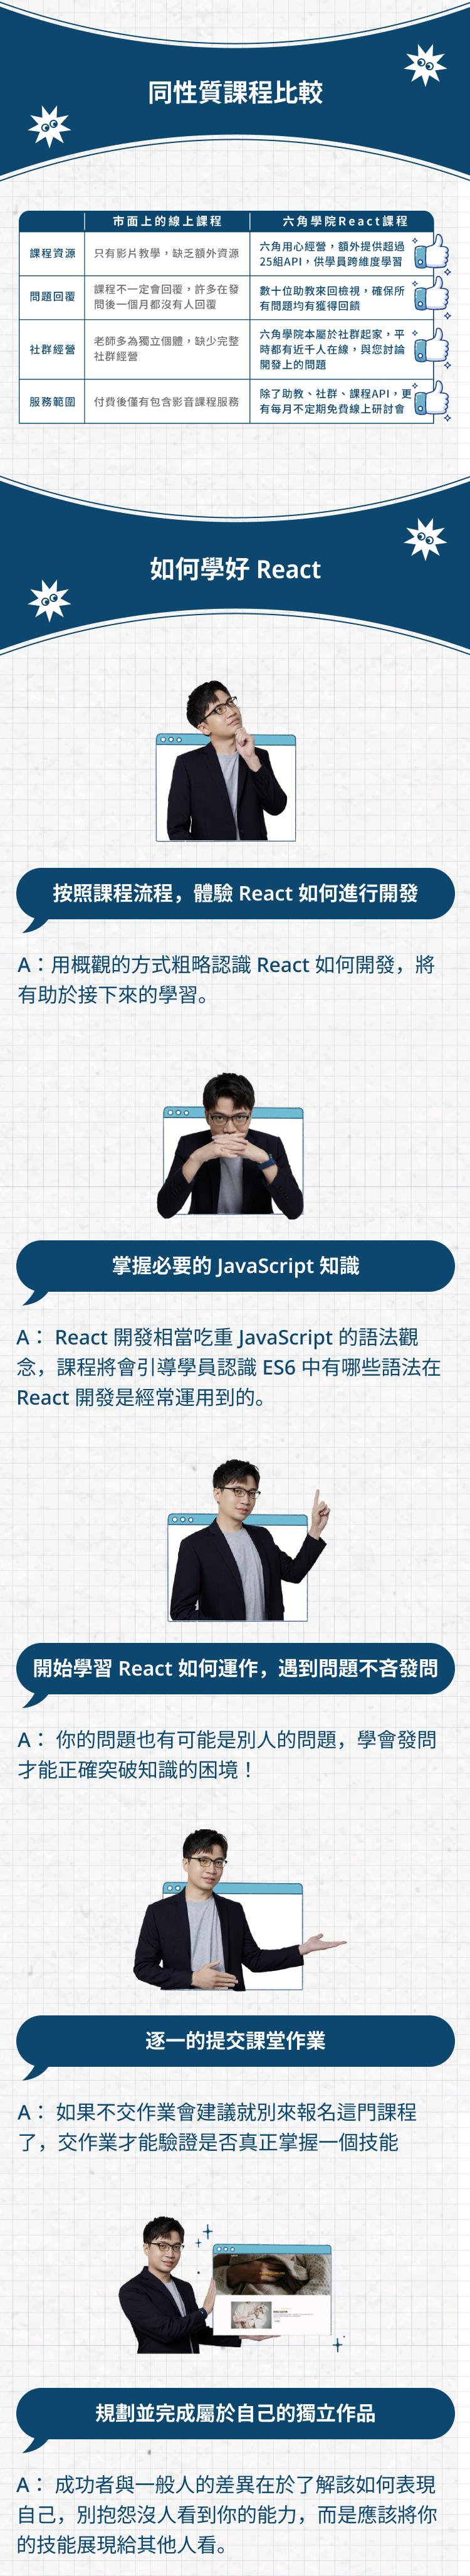 同性質課程比較
市面上的線上課程
六角學院React課程
課程資源
只有影片教學，缺乏額外資源
六角用心經營，額外提供超過
25組API，供學員跨維度學習
問題回覆
課程不一定會回覆，許多在發
問後一個月都沒有人回覆
數十位助教來回檢視，確保所
有問題均有獲得回饋
社群經營
老師多為獨立個體，缺少完整
社群經營
六角學院本屬於社群起家，平
時都有近千人在線，與您討論
開發上的問題
服務範圍
付費後僅有包含影音課程服務
除了助教、社群、課程API，更
有每月不定期免費線上研討會
如何學好 React
按照課程流程，體驗 React 如何進行開發
A：用概觀的方式粗略認識 React 如何開發，將
有助於接下來的學習。
掌握必要的 JavaScript 知識
A： React 開發相當吃重 JavaScript 的語法觀
念，課程將會引導學員認識 ES6 中有哪些語法在
React 開發是經常運用到的。
開始學習 React 如何運作，遇到問題不吝發問
A： 你的問題也有可能是別人的問題，學會發問
才能正確突破知識的困境！
逐一的提交課堂作業
A： 如果不交作業會建議就別來報名這門課程
了，交作業才能驗證是否真正掌握一個技能
規劃並完成屬於自己的獨立作品
A： 成功者與一般人的差異在於了解該如何表現
自己，別抱怨沒人看到你的能力，而是應該將你
的技能展現給其他人看。